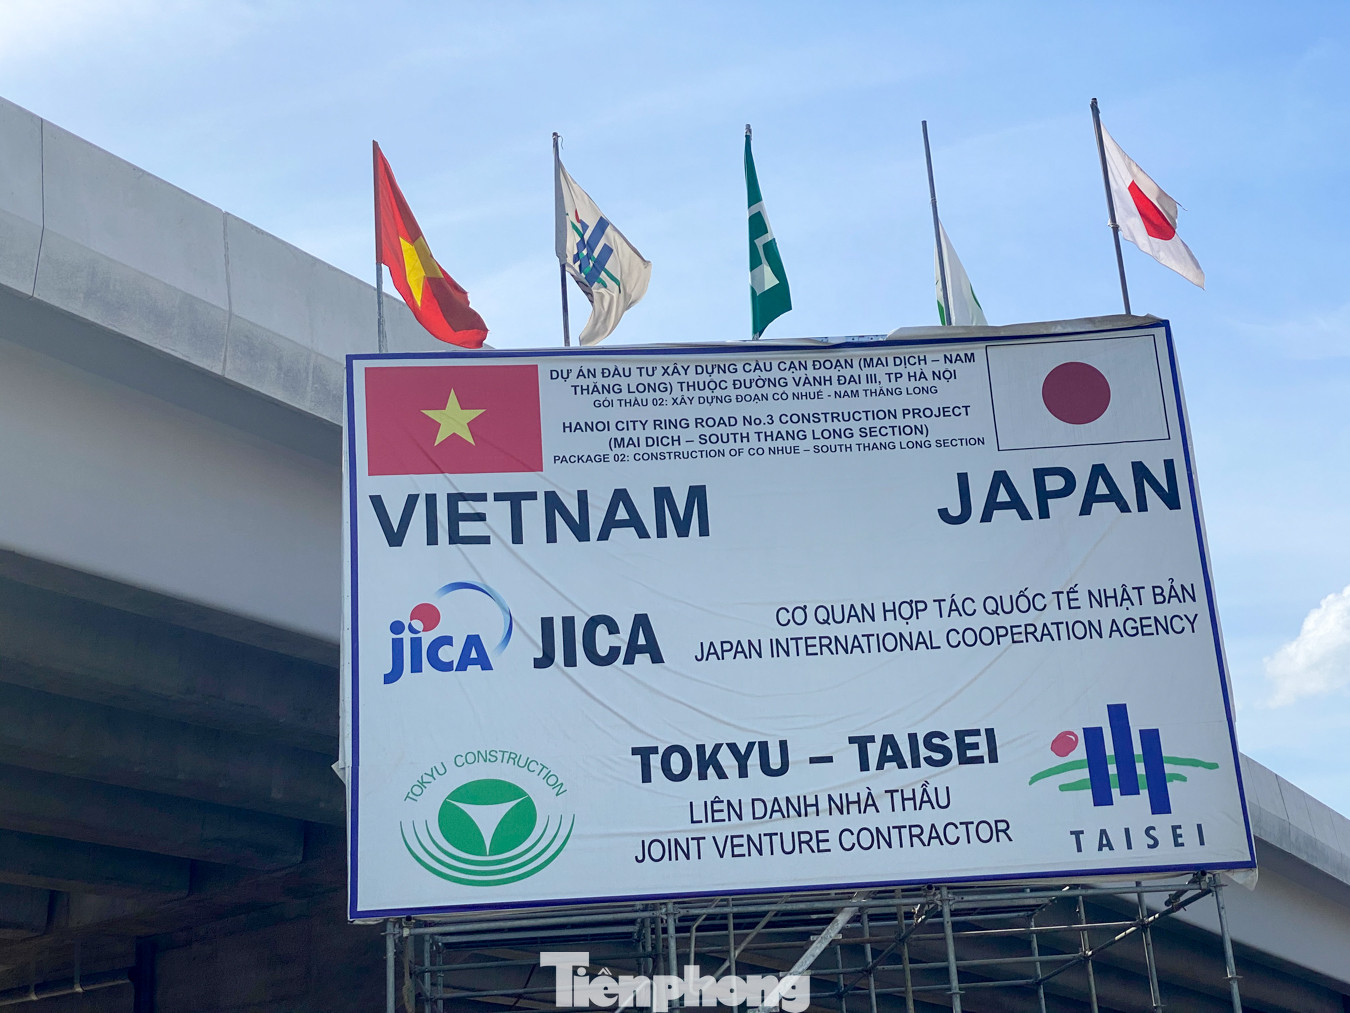 DỰ ÁN ĐẦU TƯ XÂY DỰNG CẦU CẠN ĐOẠN (MAI DỊCH – NAM
THĂNG LONG) THUỘC ĐƯỜNG VÀNH ĐAI III, TP HÀ NỘI
GÓI THẦU 02: XÂY DỰNG ĐOẠN CỔ NHUẾ - NAM THĂNG LONG
HANOI CITY RING ROAD No.3 CONSTRUCTION PROJECT
(MAI DICH – SOUTH THANG LONG SECTION)
PACKAGE 02: CONSTRUCTION OF CO NHUE – SOUTH THANG LONG SECTION
VIETNAM
JAPAN
jica
JICA
CƠ QUAN HỢP TÁC QUỐC TẾ NHẬT BẢN
JAPAN INTERNATIONAL COOPERATION AGENCY
TOKYU CONSTRUCTION
TOKYU – TAISEI
LIÊN DANH NHÀ THẦU
JOINT VENTURE CONTRACTOR
TAISEI
Tiênphong